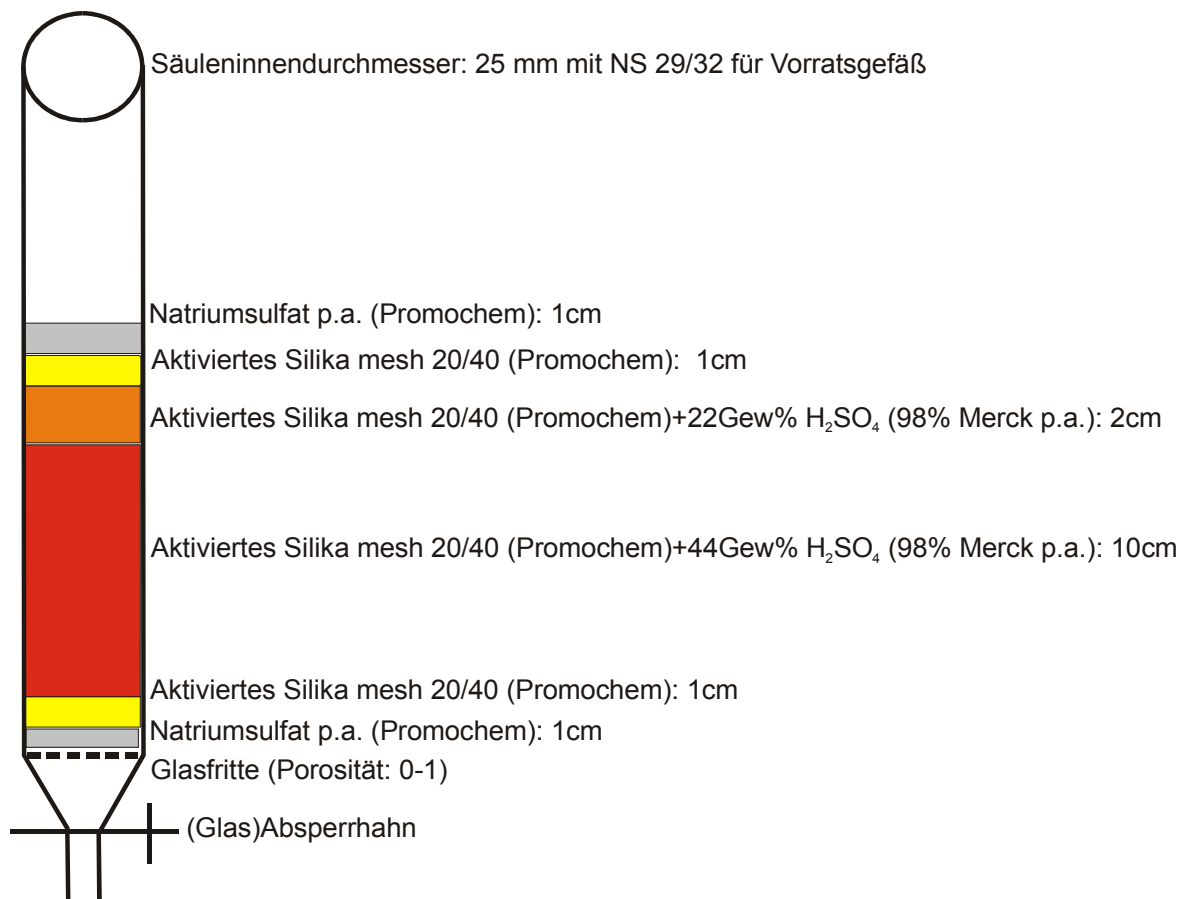 Säuleninnendurchmesser: 25 mm mit NS 29/32 für Vorratsgefäß
Natriumsulfat p.a. (Promochem): 1cm
Aktiviertes Silika mesh 20/40 (Promochem): 1cm
Aktiviertes Silika mesh 20/40 (Promochem)+22Gew% H₂SO₄ (98% Merck p.a.): 2cm
Aktiviertes Silika mesh 20/40 (Promochem)+44Gew% H₂SO₄ (98% Merck p.a.): 10cm
Aktiviertes Silika mesh 20/40 (Promochem): 1cm
Natriumsulfat p.a. (Promochem): 1cm
Glasfritte (Porosität: 0-1)
(Glas)Absperrhahn